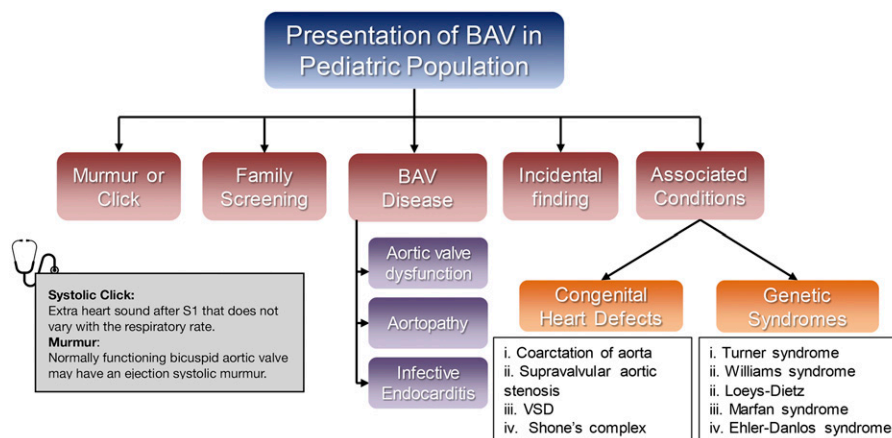 Presentation of BAV in
Pediatric Population
Murmur or
Click
Family
Screening
BAV
Disease
Incidental
finding
Associated
Conditions
Systolic Click:
Extra heart sound after S1 that does not
vary with the respiratory rate.
Murmur:
Normally functioning bicuspid aortic valve
may have an ejection systolic murmur.
Aortic valve
dysfunction
Aortopathy
Infective
Endocarditis
Congenital
Heart Defects
i. Coarctation of aorta
ii. Supravalvular aortic
stenosis
iii. VSD
iv. Shone's complex
Genetic
Syndromes
i. Turner syndrome
ii. Williams syndrome
ii. Loeys-Dietz
iii. Marfan syndrome
iv. Ehler-Danlos syndrome